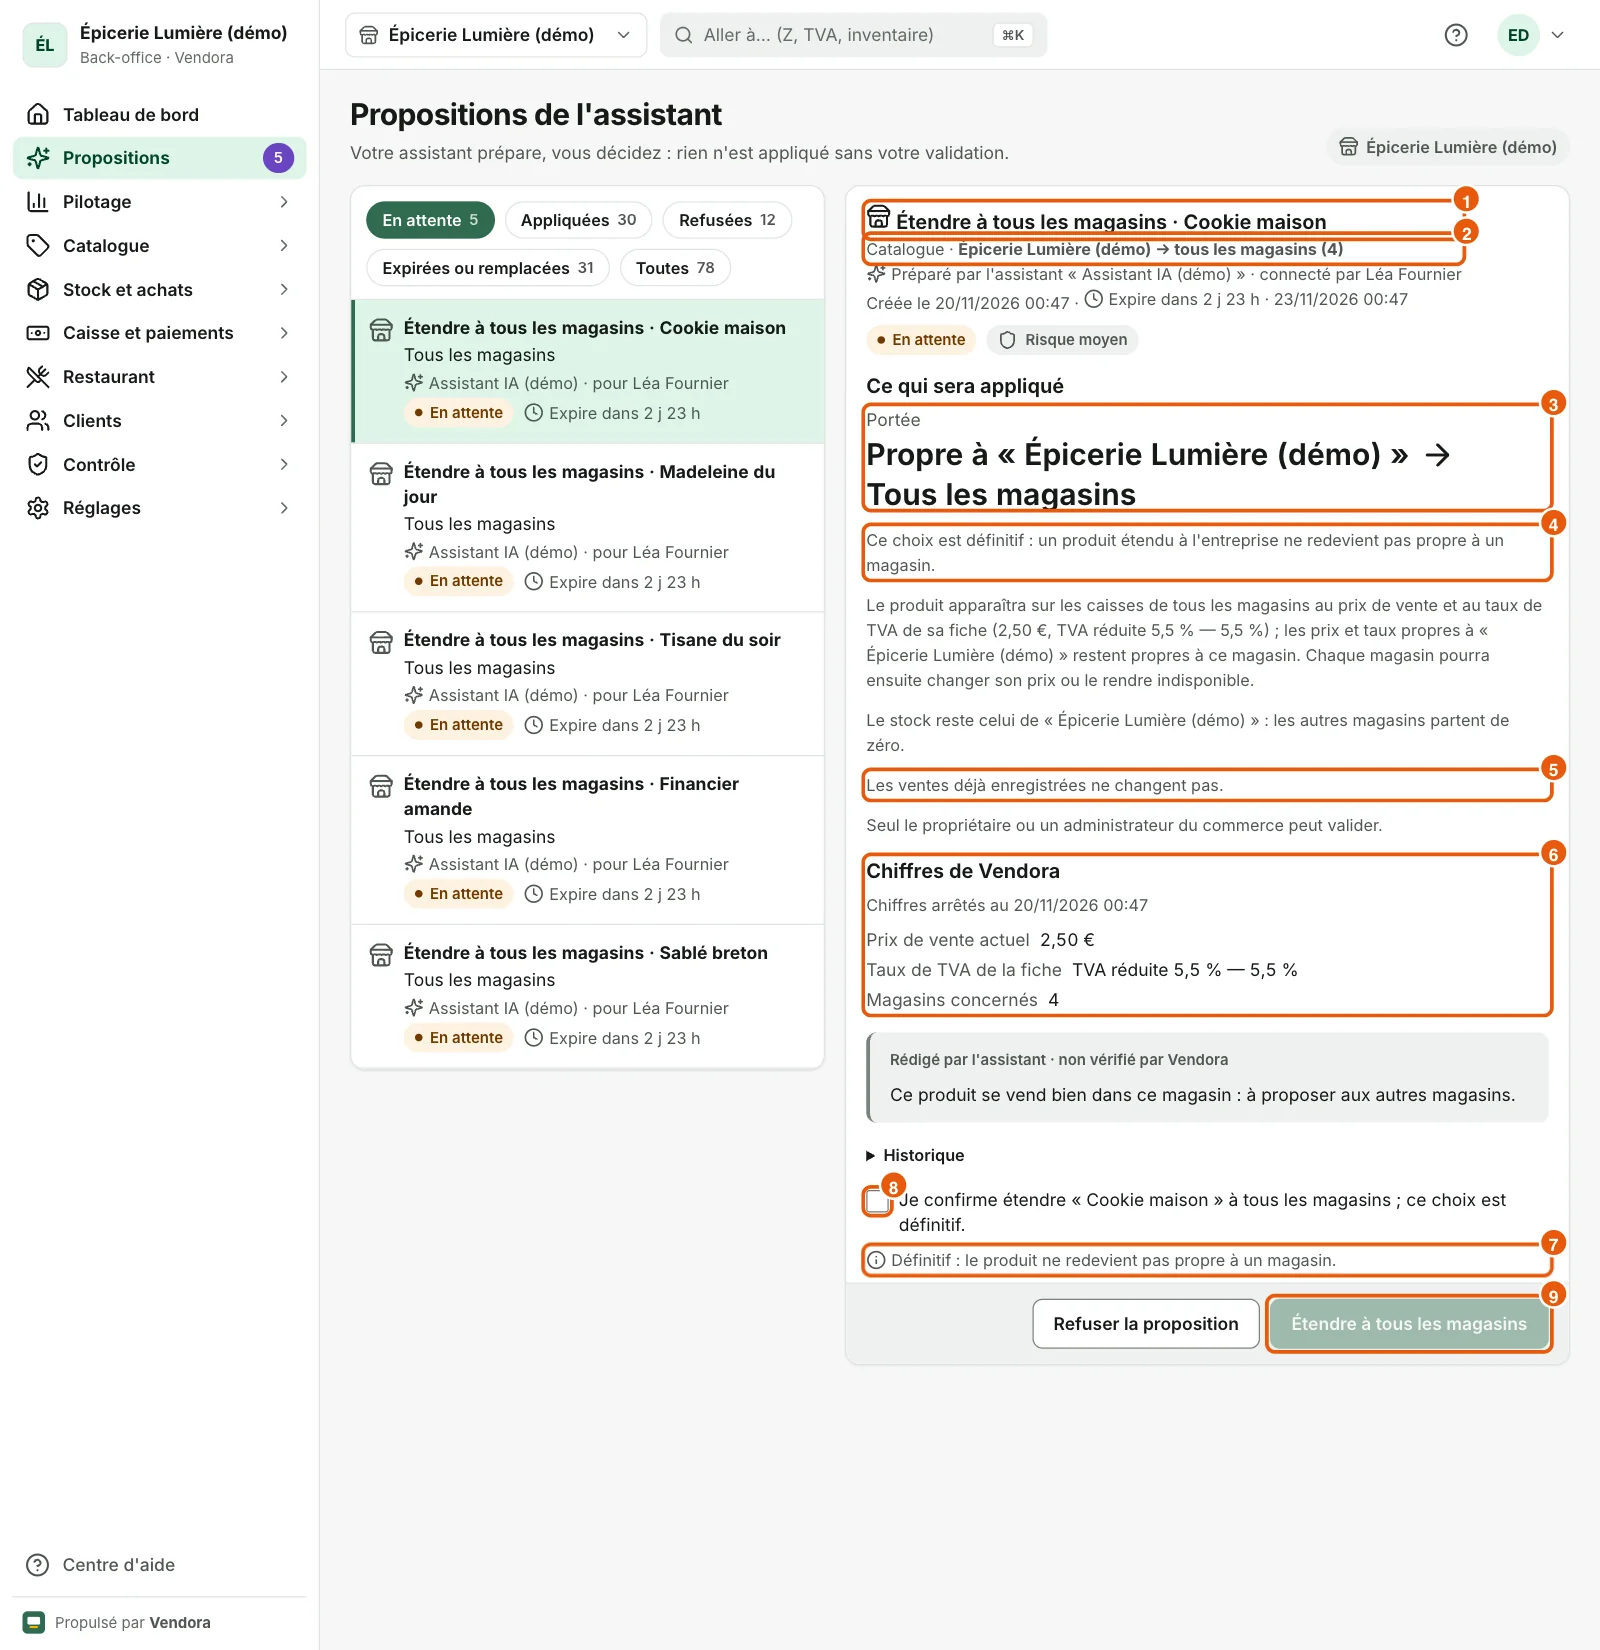 ÉL
Épicerie Lumière (démo)
Back-office · Vendora
Tableau de bord
Propositions 5
Pilotage
Catalogue
Stock et achats
Caisse et paiements
Restaurant
Clients
Contrôle
Réglages
Centre d'aide
Propulsé par Vendora
Épicerie Lumière (démo)
Aller à... (Z, TVA, inventaire) ⌘K
ED
Propositions de l'assistant
Votre assistant prépare, vous décidez : rien n'est appliqué sans votre validation.
Épicerie Lumière (démo)
En attente 5
Appliquées 30
Refusées 12
Expirées ou remplacées 31
Toutes 78
Étendre à tous les magasins · Cookie maison
Tous les magasins
Assistant IA (démo) · pour Léa Fournier
En attente Expire dans 2 j 23 h
Étendre à tous les magasins · Madeleine du
jour
Tous les magasins
Assistant IA (démo) · pour Léa Fournier
En attente Expire dans 2 j 23 h
Étendre à tous les magasins · Tisane du soir
Tous les magasins
Assistant IA (démo) · pour Léa Fournier
En attente Expire dans 2 j 23 h
Étendre à tous les magasins · Financier
amande
Tous les magasins
Assistant IA (démo) · pour Léa Fournier
En attente Expire dans 2 j 23 h
Étendre à tous les magasins · Sablé breton
Tous les magasins
Assistant IA (démo) · pour Léa Fournier
En attente Expire dans 2 j 23 h
1
Étendre à tous les magasins · Cookie maison
2
Catalogue · Épicerie Lumière (démo) → tous les magasins (4)
Préparé par l'assistant « Assistant IA (démo) » · connecté par Léa Fournier
Créée le 20/11/2026 00:47 · Expire dans 2 j 23 h · 23/11/2026 00:47
En attente Risque moyen
Ce qui sera appliqué
3
Portée
Propre à « Épicerie Lumière (démo) » →
Tous les magasins
4
Ce choix est définitif : un produit étendu à l'entreprise ne redevient pas propre à un
magasin.
Le produit apparaîtra sur les caisses de tous les magasins au prix de vente et au taux de
TVA de sa fiche (2,50 €, TVA réduite 5,5 % — 5,5 %) ; les prix et taux propres à «
Épicerie Lumière (démo) » restent propres à ce magasin. Chaque magasin pourra
ensuite changer son prix ou le rendre indisponible.
Le stock reste celui de « Épicerie Lumière (démo) » : les autres magasins partent de
zéro.
5
Les ventes déjà enregistrées ne changent pas.
Seul le propriétaire ou un administrateur du commerce peut valider.
6
Chiffres de Vendora
Chiffres arrêtés au 20/11/2026 00:47
Prix de vente actuel 2,50 €
Taux de TVA de la fiche TVA réduite 5,5 % — 5,5 %
Magasins concernés 4
Rédigé par l'assistant · non vérifié par Vendora
Ce produit se vend bien dans ce magasin : à proposer aux autres magasins.
Historique
8
Je confirme étendre « Cookie maison » à tous les magasins ; ce choix est
définitif.
7
Définitif : le produit ne redevient pas propre à un magasin.
9
Refuser la proposition
Étendre à tous les magasins